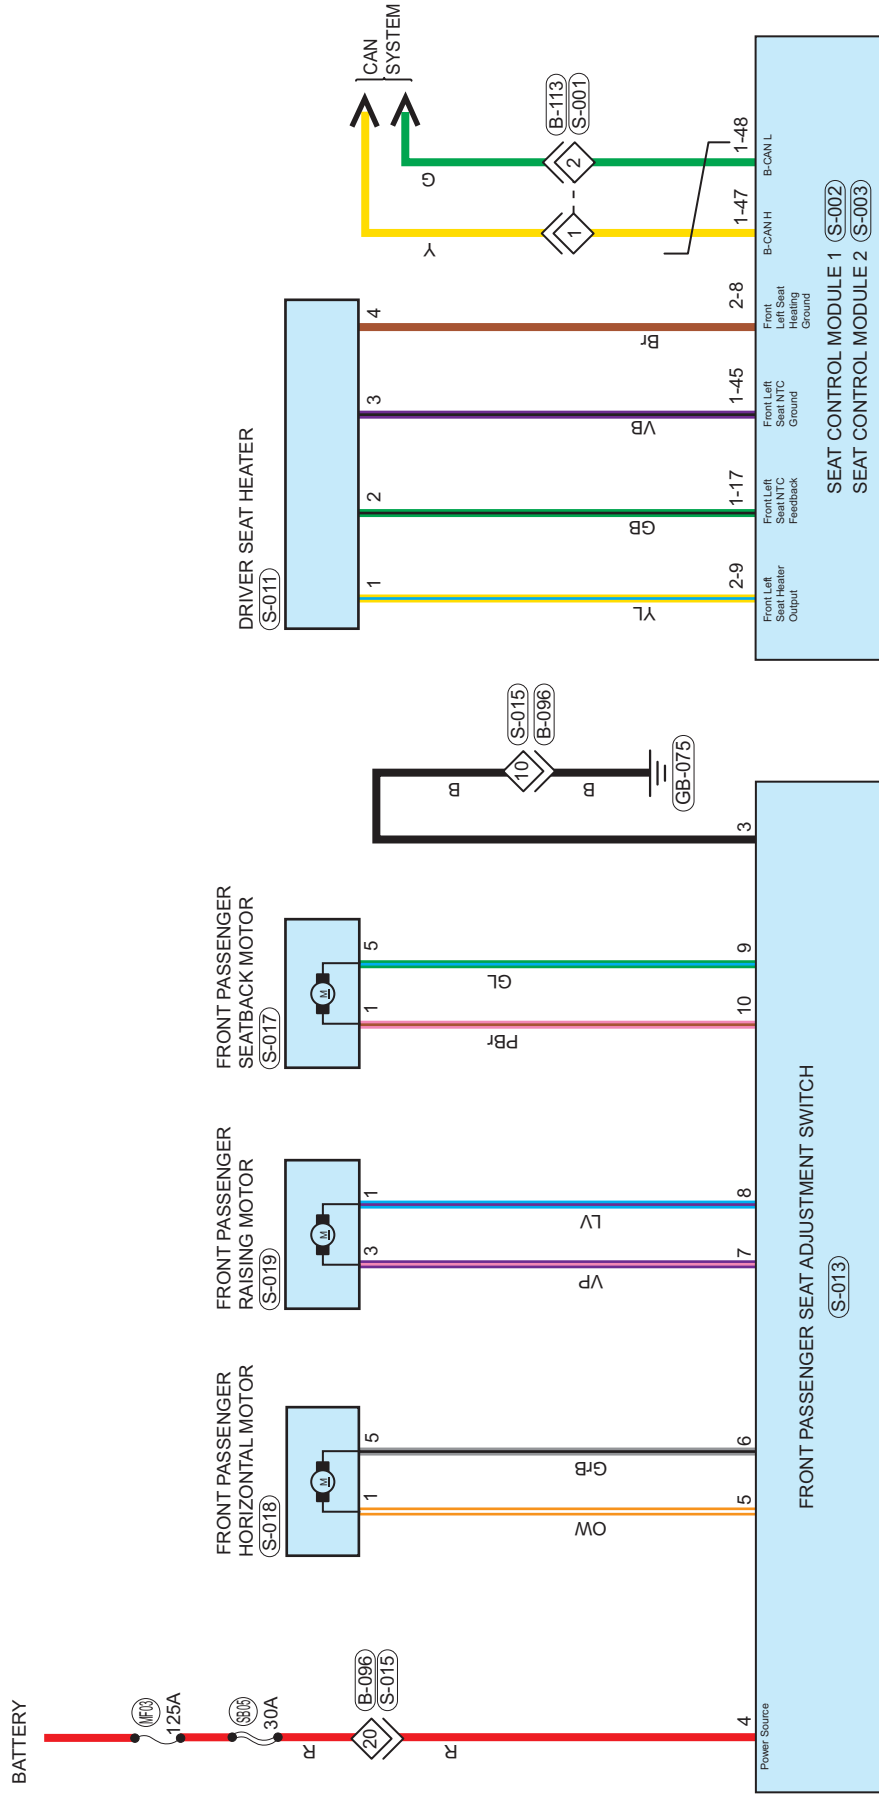 BATTERY
MF03
125A
SB05
30A
R
20
B-096
S-015
R
4
Power Source
FRONT PASSENGER
HORIZONTAL MOTOR
S-018
M
1
5
OW
GrB
5
6
FRONT PASSENGER
RAISING MOTOR
S-019
M
3
1
VP
LV
7
8
FRONT PASSENGER
SEATBACK MOTOR
S-017
M
1
5
PBr
GL
10
9
B
10
S-015
B-096
B
GB-075
3
FRONT PASSENGER SEAT ADJUSTMENT SWITCH
S-013
DRIVER SEAT HEATER
S-011
1
2
3
4
YL
GB
VB
Br
2-9
1-17
1-45
2-8
Front Left
Seat Heater
Output
Front Left
Seat NTC
Feedback
Front Left
Seat NTC
Ground
Front
Left Seat
Heating
Ground
CAN
SYSTEM
Y
G
1
2
B-113
S-001
1-47
1-48
B-CAN H
B-CAN L
SEAT CONTROL MODULE 1 S-002
SEAT CONTROL MODULE 2 S-003